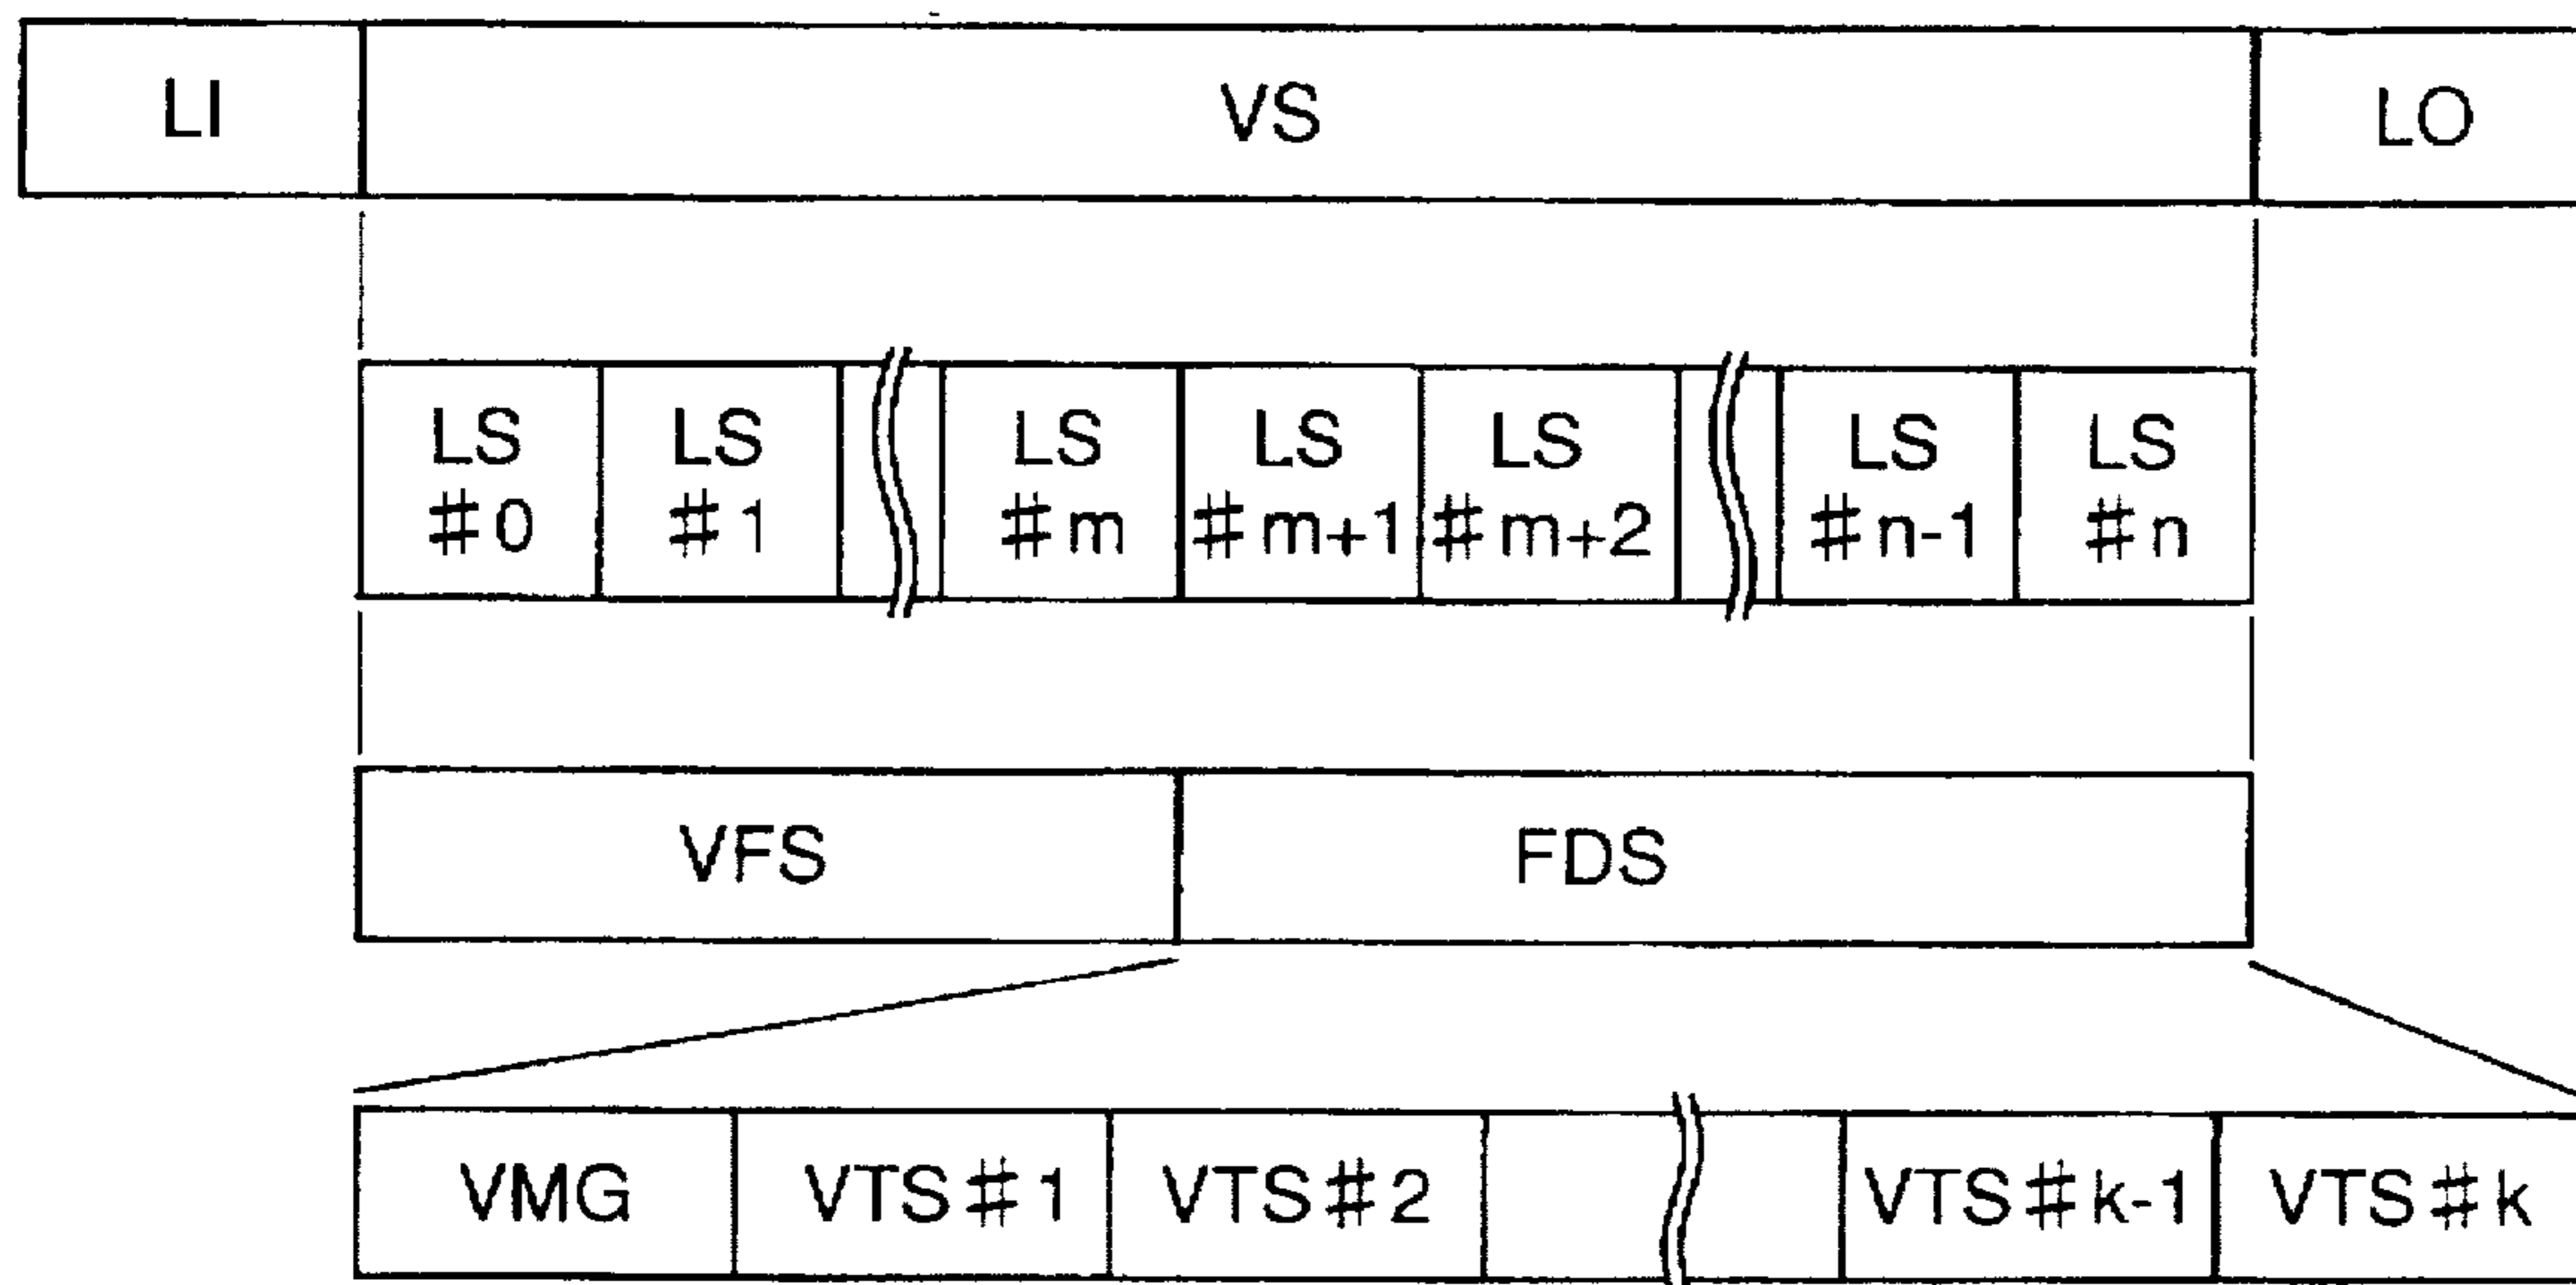 LI VS LO
LS LS LS LS LS LS LS
#0 #1 #m #m+1 #m+2 #n-1 #n
VFS FDS
VMG VTS#1 VTS#2 VTS#k-1 VTS#k